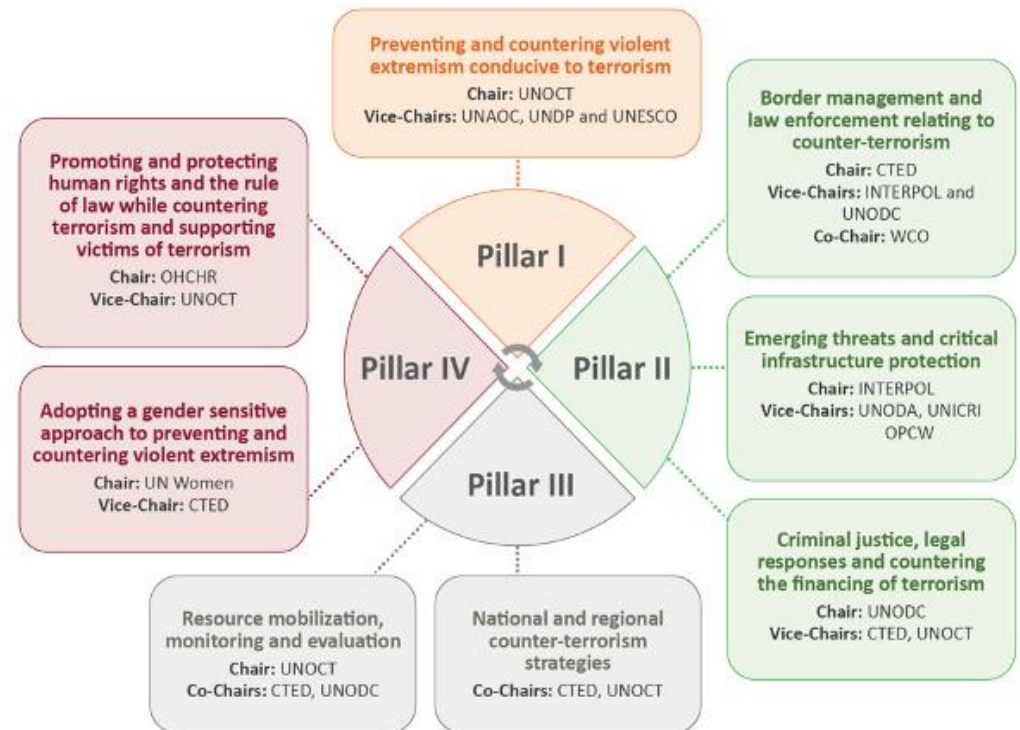 Preventing and countering violent
extremism conducive to terrorism
Chair: UNOCT
Vice-Chairs: UNAOC, UNDP and UNESCO
Border management and
law enforcement relating to
counter-terrorism
Chair: CTED
Vice-Chairs: INTERPOL and
UNODC
Co-Chair: WCO
Promoting and protecting
human rights and the rule
of law while countering
terrorism and supporting
victims of terrorism
Chair: OHCHR
Vice-Chair: UNOCT
Pillar I
Pillar IV
Pillar II
Pillar III
Emerging threats and critical
infrastructure protection
Chair: INTERPOL
Vice-Chairs: UNODA, UNICRI
OPCW
Adopting a gender sensitive
approach to preventing and
countering violent extremism
Chair: UN Women
Vice-Chair: CTED
Criminal justice, legal
responses and countering
the financing of terrorism
Chair: UNODC
Vice-Chairs: CTED, UNOCT
Resource mobilization,
monitoring and evaluation
Chair: UNOCT
Co-Chairs: CTED, UNODC
National and regional
counter-terrorism
strategies
Co-Chairs: CTED, UNOCT